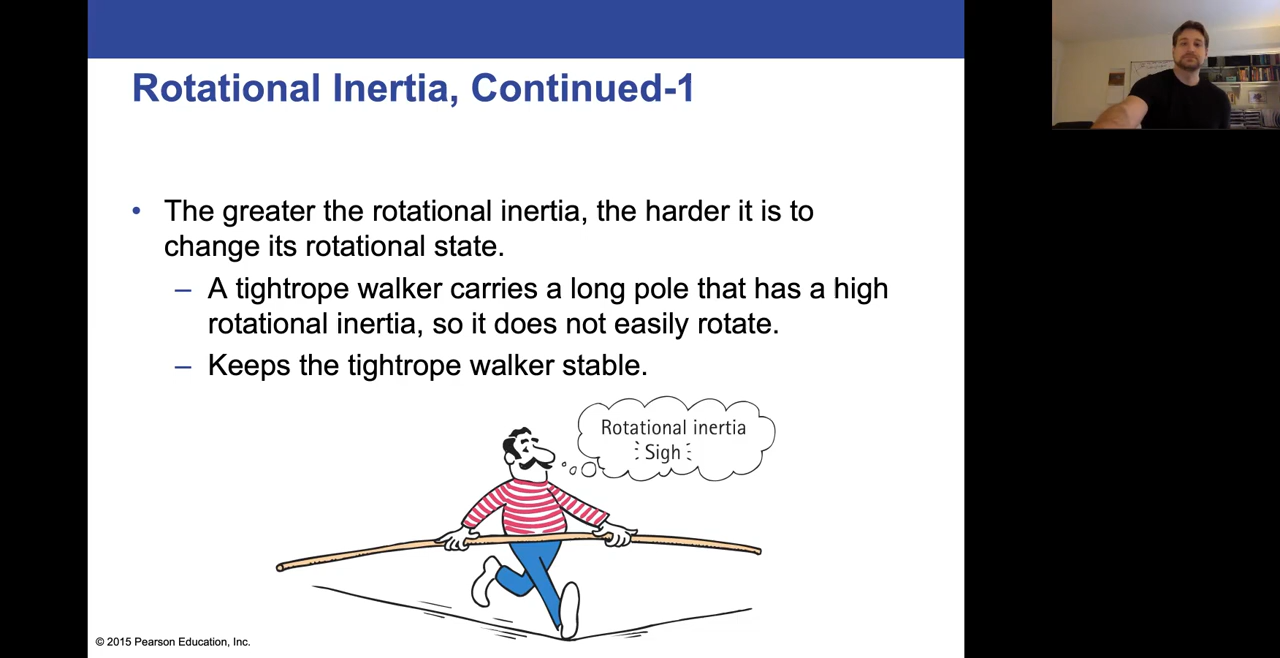 Rotational Inertia, Continued-1
• The greater the rotational inertia, the harder it is to
change its rotational state.
– A tightrope walker carries a long pole that has a high
rotational inertia, so it does not easily rotate.
– Keeps the tightrope walker stable.
Rotational inertia
Sigh
© 2015 Pearson Education, Inc.